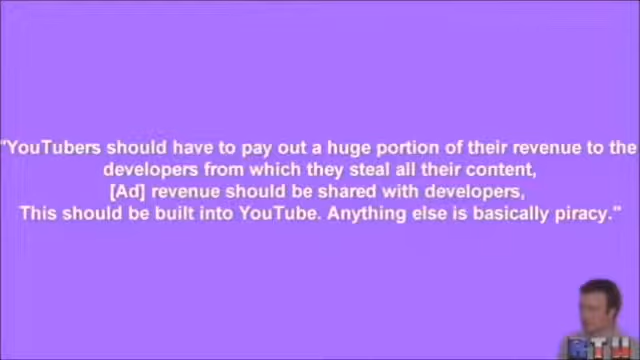 "YouTubers should have to pay out a huge portion of their revenue to the
developers from which they steal all their content,
[Ad] revenue should be shared with developers,
This should be built into YouTube. Anything else is basically piracy."